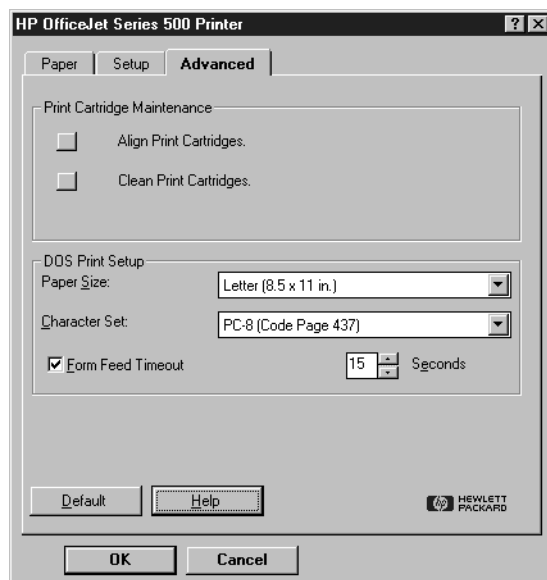 HP OfficeJet Series 500 Printer ? ×
Paper Setup Advanced
Print Cartridge Maintenance
Align Print Cartridges.
Clean Print Cartridges.
DOS Print Setup
Paper Size: Letter (8.5 x 11 in.)
Character Set: PC-8 (Code Page 437)
Form Feed Timeout 15 Seconds
Default Help hp HEWLETT
PACKARD
OK Cancel